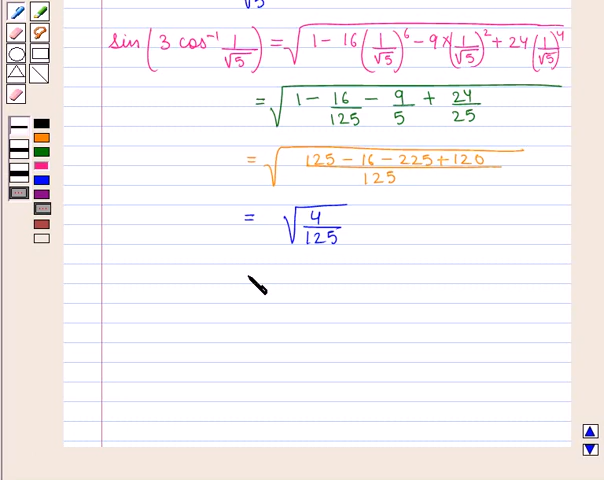 √5
sin(3 cos⁻¹ 1/√5) = √(1 - 16(1/√5)⁶ - 9×(1/√5)² + 24(1/√5)⁴)
= √(1 - 16/125 - 9/5 + 24/25)
= √((125 - 16 - 225 + 120)/125)
= √(4/125)